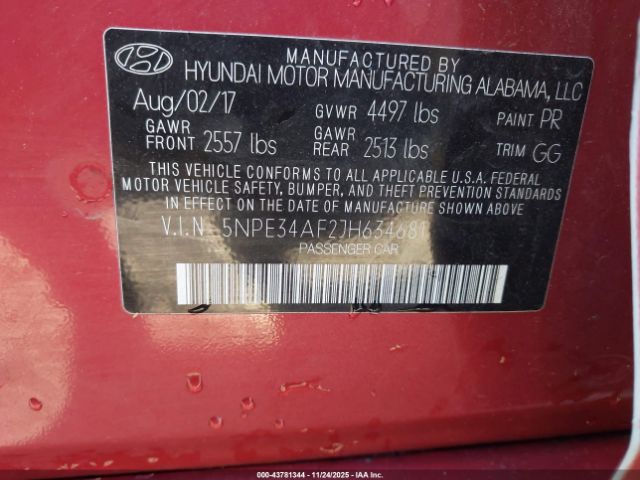 MANUFACTURED BY
HYUNDAI MOTOR MANUFACTURING ALABAMA, LLC
Aug/02/17 GVWR 4497 lbs PAINT PR
GAWR FRONT 2557 lbs GAWR REAR 2513 lbs TRIM GG
THIS VEHICLE CONFORMS TO ALL APPLICABLE U.S.A. FEDERAL
MOTOR VEHICLE SAFETY, BUMPER, AND THEFT PREVENTION STANDARDS
IN EFFECT ON THE DATE OF MANUFACTURE SHOWN ABOVE.
V.I.N. 5NPE34AF2JH634681
PASSENGER CAR
000-43781344 | 11/24/2025 - COPYRIGHT IAA, LLC